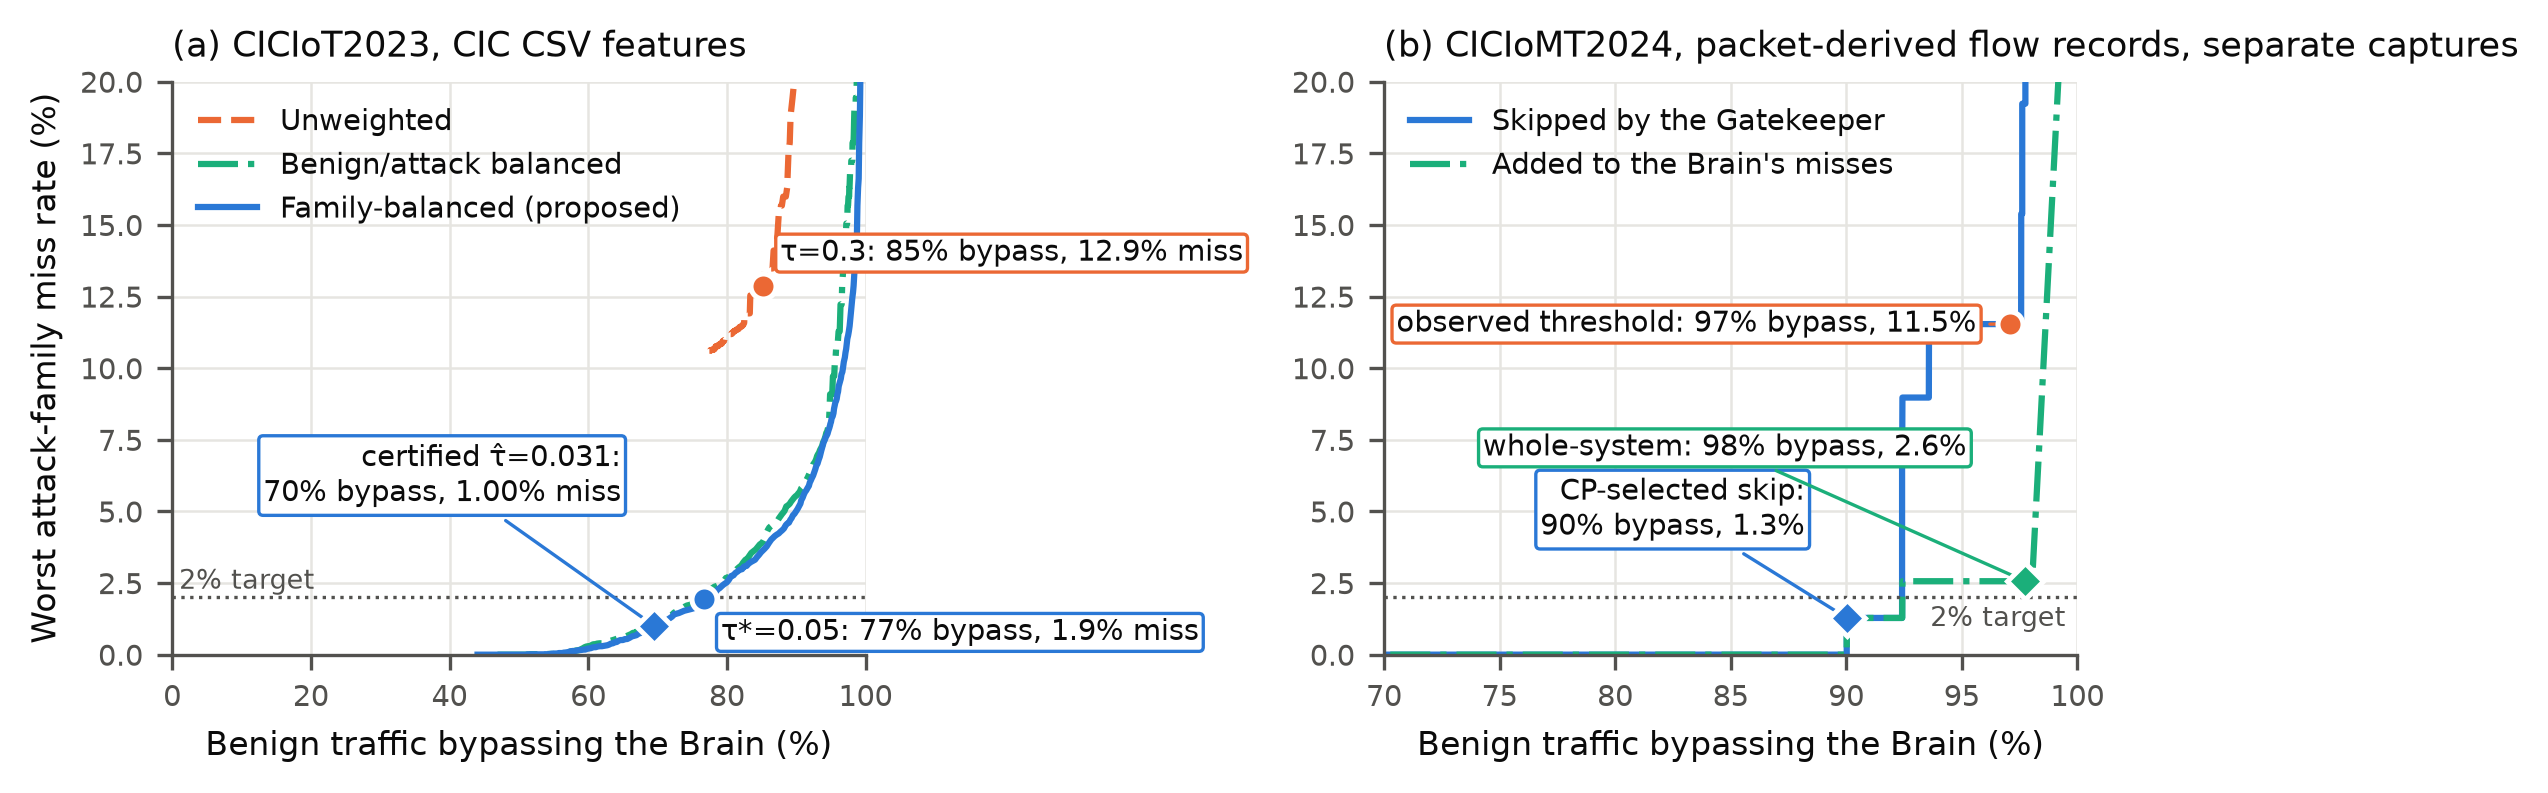 (a) CICIoT2023, CIC CSV features
Worst attack-family miss rate (%)
20.0
17.5
15.0
12.5
10.0
7.5
5.0
2.5
0.0
Unweighted
Benign/attack balanced
Family-balanced (proposed)
τ=0.3: 85% bypass, 12.9% miss
certified τ̂=0.031:
70% bypass, 1.00% miss
2% target
τ*=0.05: 77% bypass, 1.9% miss
0 20 40 60 80 100
Benign traffic bypassing the Brain (%)
(b) CICIoMT2024, packet-derived flow records, separate captures
20.0
17.5
15.0
12.5
10.0
7.5
5.0
2.5
0.0
Skipped by the Gatekeeper
Added to the Brain's misses
observed threshold: 97% bypass, 11.5%
whole-system: 98% bypass, 2.6%
CP-selected skip:
90% bypass, 1.3%
2% target
70 75 80 85 90 95 100
Benign traffic bypassing the Brain (%)